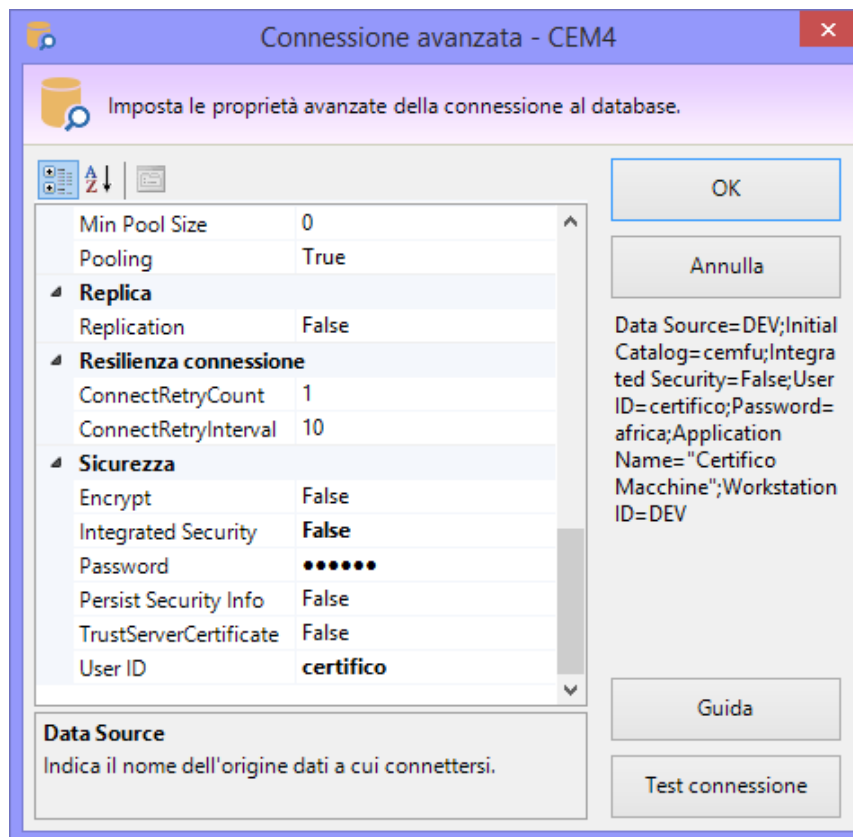 Connessione avanzata - CEM4
Imposta le proprietà avanzate della connessione al database.
Min Pool Size 0
Pooling True
Replica
Replication False
Resilienza connessione
ConnectRetryCount 1
ConnectRetryInterval 10
Sicurezza
Encrypt False
Integrated Security False
Password ●●●●●●
Persist Security Info False
TrustServerCertificate False
User ID certifico
Data Source
Indica il nome dell'origine dati a cui connettersi.
OK
Annulla
Data Source=DEV;Initial
Catalog=cemfu;Integra
ted Security=False;User
ID=certifico;Password=
africa;Application
Name="Certifico
Macchine";Workstation
ID=DEV
Guida
Test connessione